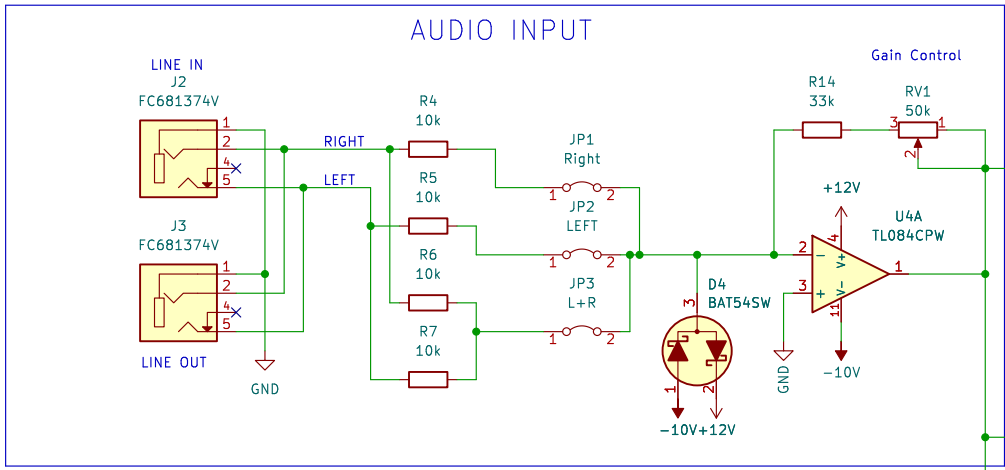 AUDIO INPUT
LINE IN
J2
FC681374V
1
2
4
5
RIGHT
LEFT
J3
FC681374V
1
2
4
5
LINE OUT
GND
R4
10k
R5
10k
R6
10k
R7
10k
JP1
Right
1 2
JP2
LEFT
1 2
JP3
L+R
1 2
D4
BAT54SW
3
1 2
-10V+12V
Gain Control
R14
33k
RV1
50k
3 1
2
+12V
U4A
TL084CPW
4
V+
2 -
1
3 +
V-
11
GND
-10V